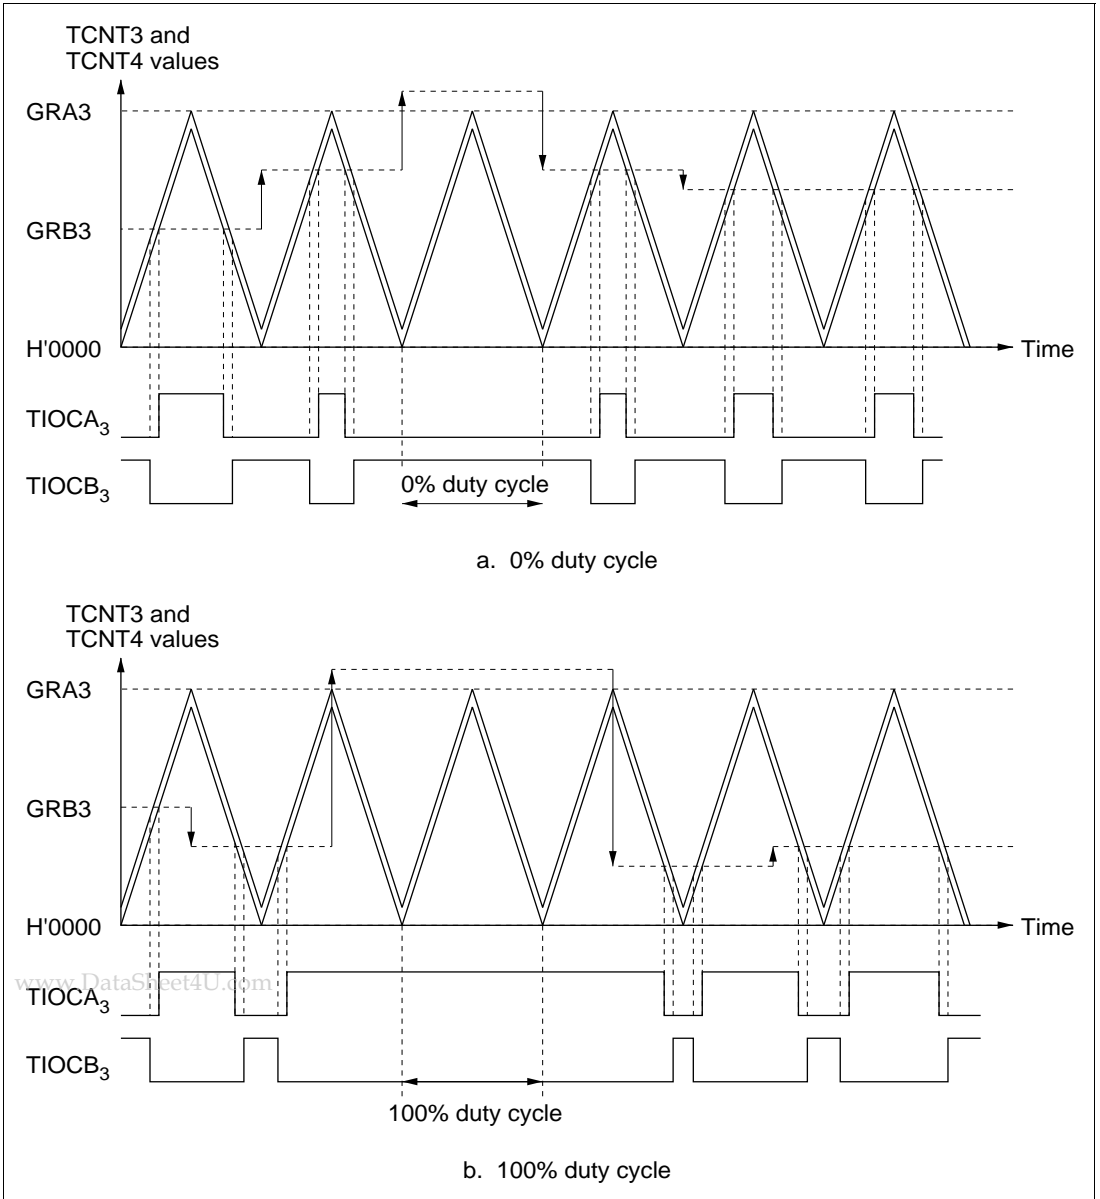 TCNT3 and
TCNT4 values
GRA3
GRB3
H'0000
Time
TIOCA3
TIOCB3
0% duty cycle
a. 0% duty cycle
TCNT3 and
TCNT4 values
GRA3
GRB3
H'0000
Time
www.DataSheet4U.com
TIOCA3
TIOCB3
100% duty cycle
b. 100% duty cycle